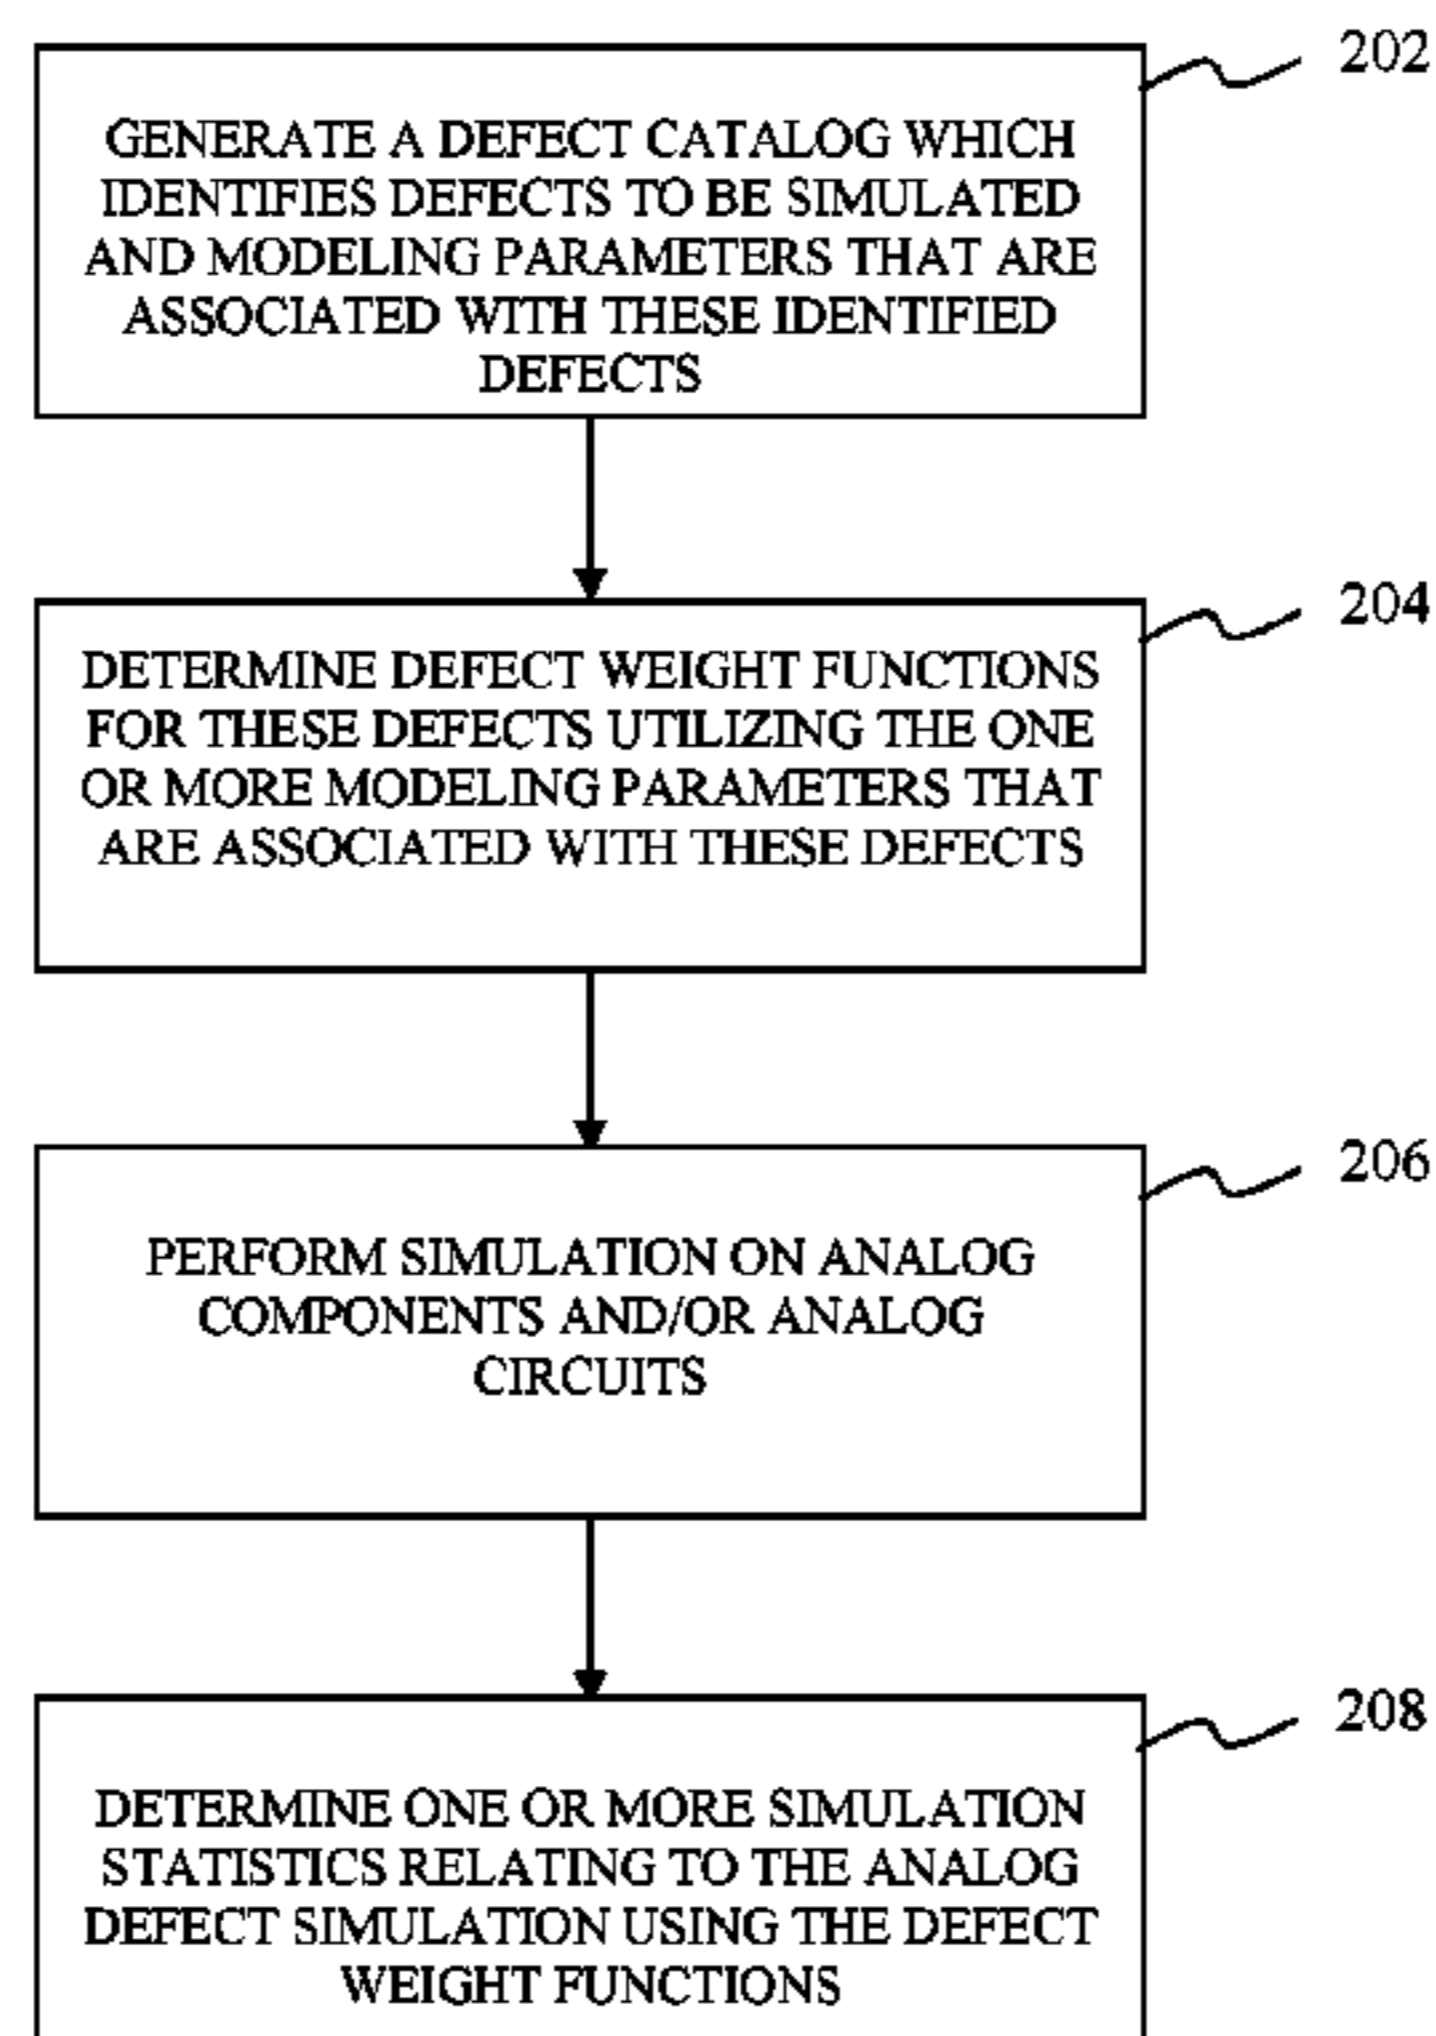 202
GENERATE A DEFECT CATALOG WHICH
IDENTIFIES DEFECTS TO BE SIMULATED
AND MODELING PARAMETERS THAT ARE
ASSOCIATED WITH THESE IDENTIFIED
DEFECTS
204
DETERMINE DEFECT WEIGHT FUNCTIONS
FOR THESE DEFECTS UTILIZING THE ONE
OR MORE MODELING PARAMETERS THAT
ARE ASSOCIATED WITH THESE DEFECTS
206
PERFORM SIMULATION ON ANALOG
COMPONENTS AND/OR ANALOG
CIRCUITS
208
DETERMINE ONE OR MORE SIMULATION
STATISTICS RELATING TO THE ANALOG
DEFECT SIMULATION USING THE DEFECT
WEIGHT FUNCTIONS